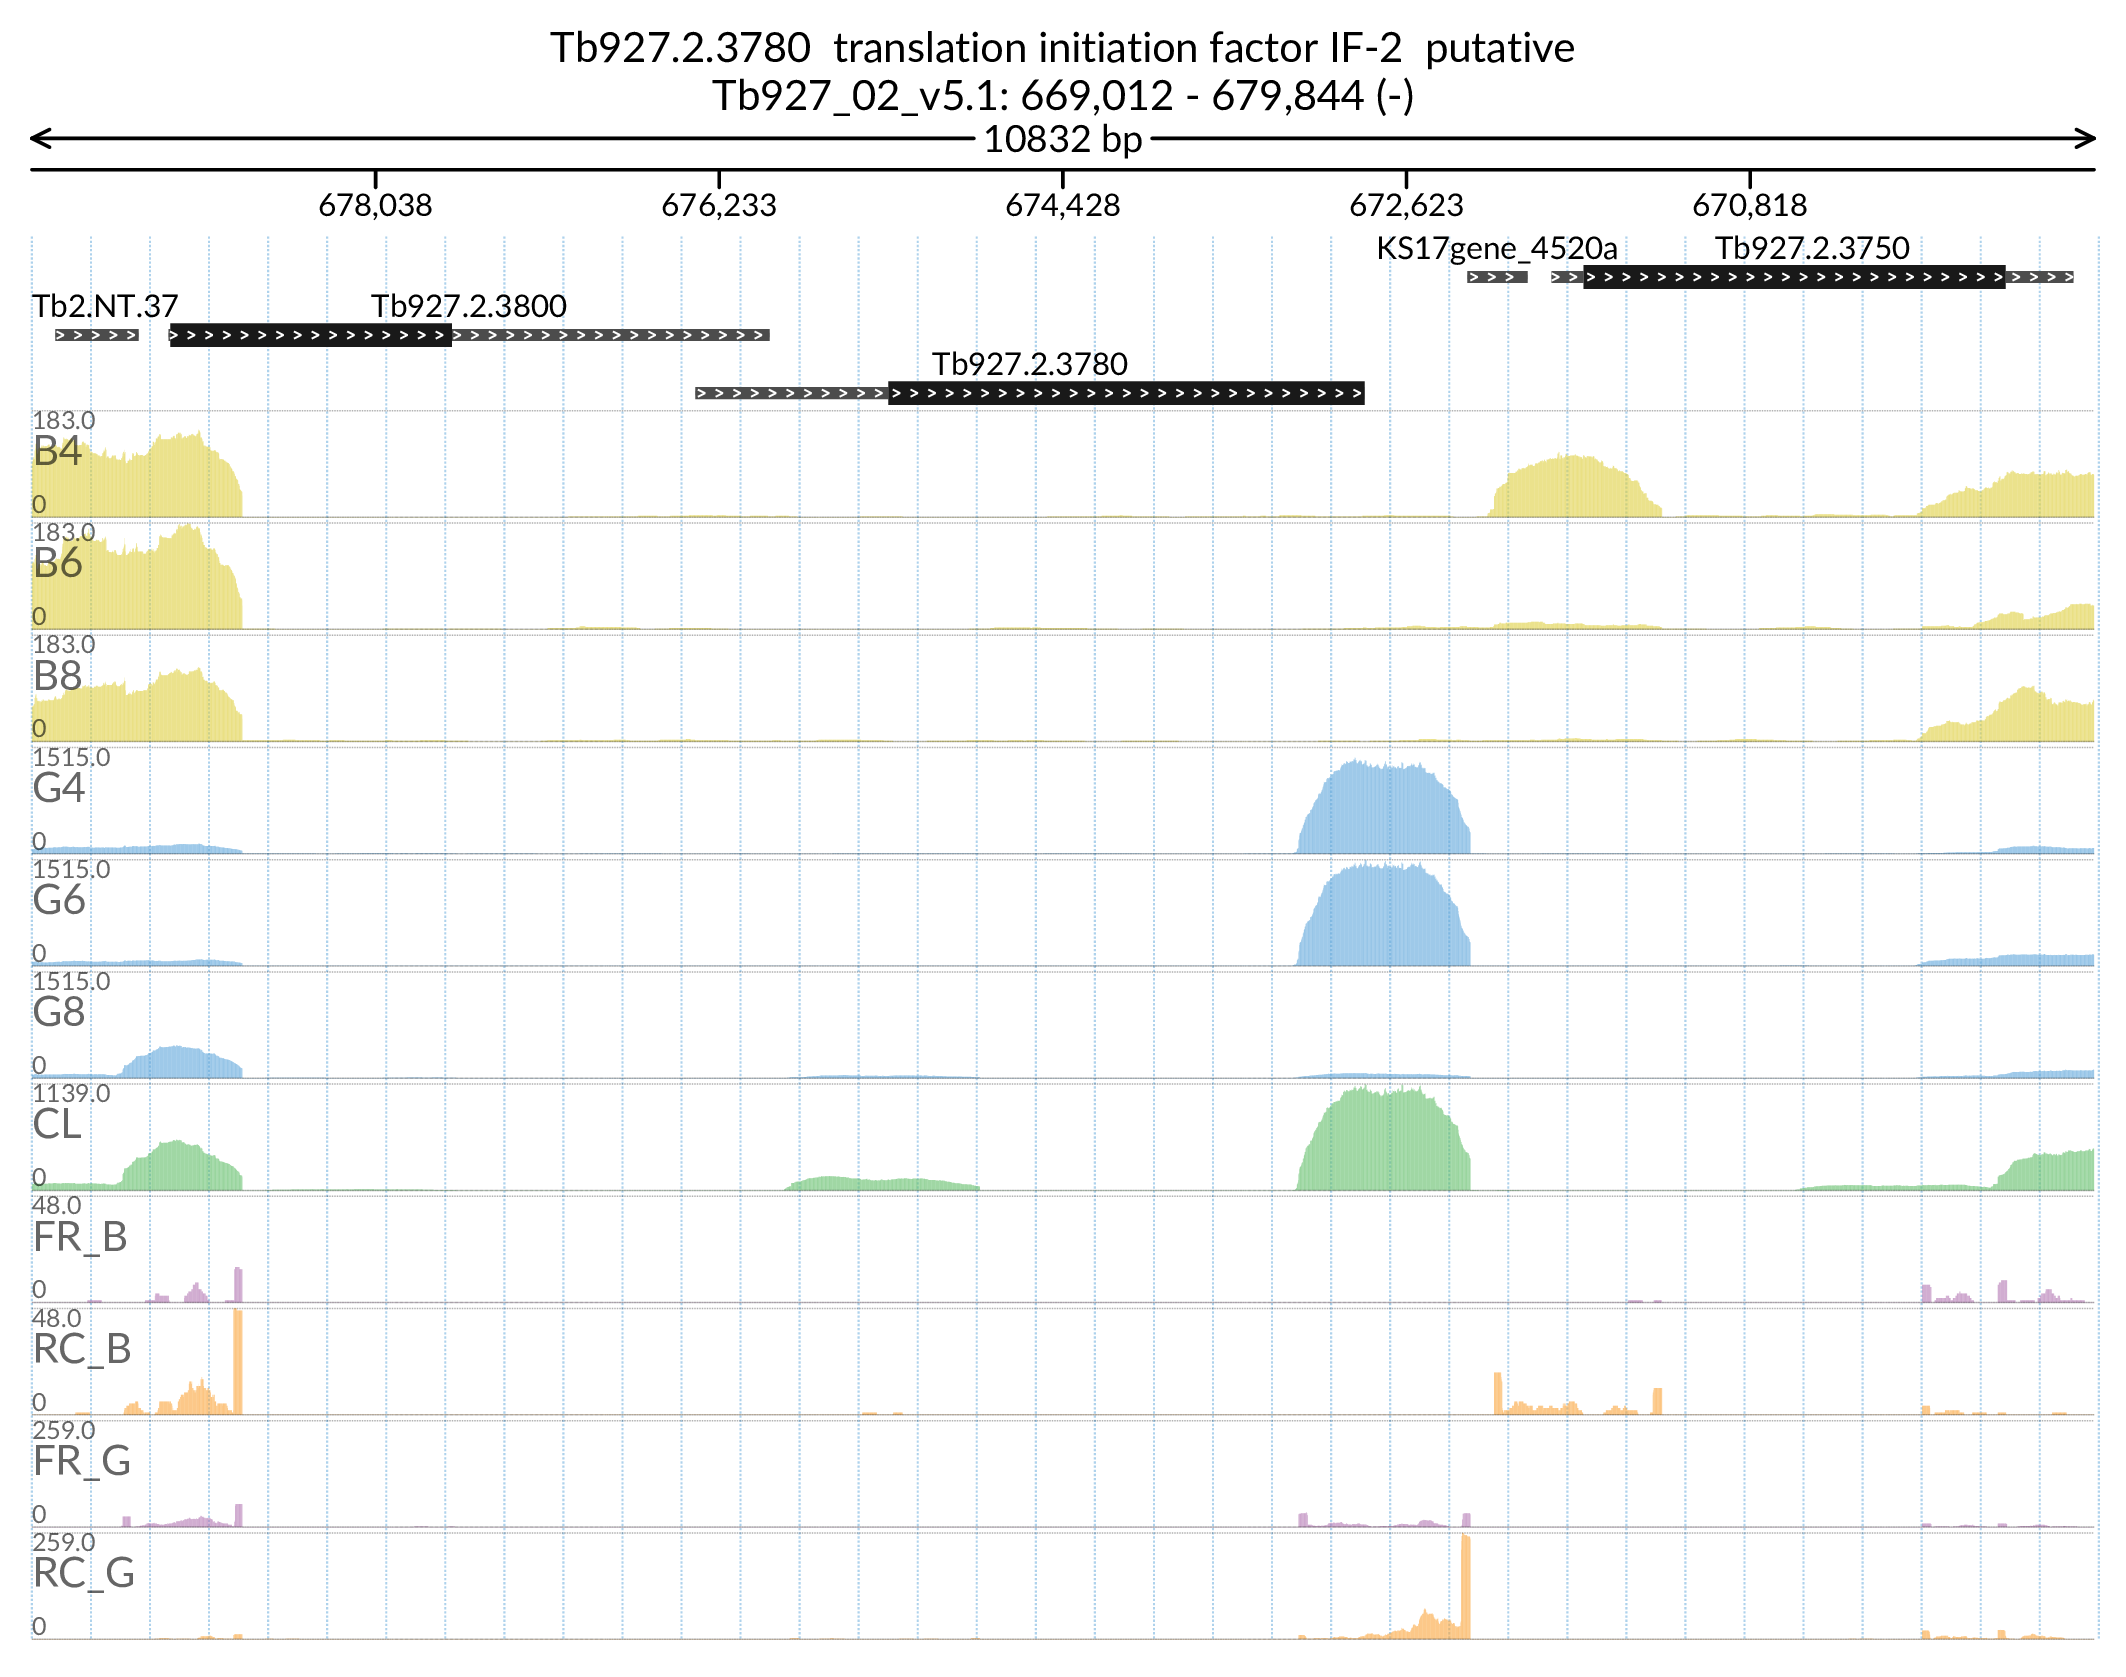 Tb927.2.3780  translation initiation factor IF-2  putative
Tb927_02_v5.1: 669,012 - 679,844 (-)
10832 bp
678,038 676,233 674,428 672,623 670,818
KS17gene_4520a Tb927.2.3750
Tb2.NT.37 Tb927.2.3800
Tb927.2.3780
183.0
B4
0
183.0
B6
0
183.0
B8
0
1515.0
G4
0
1515.0
G6
0
1515.0
G8
0
1139.0
CL
0
48.0
FR_B
0
48.0
RC_B
0
259.0
FR_G
0
259.0
RC_G
0